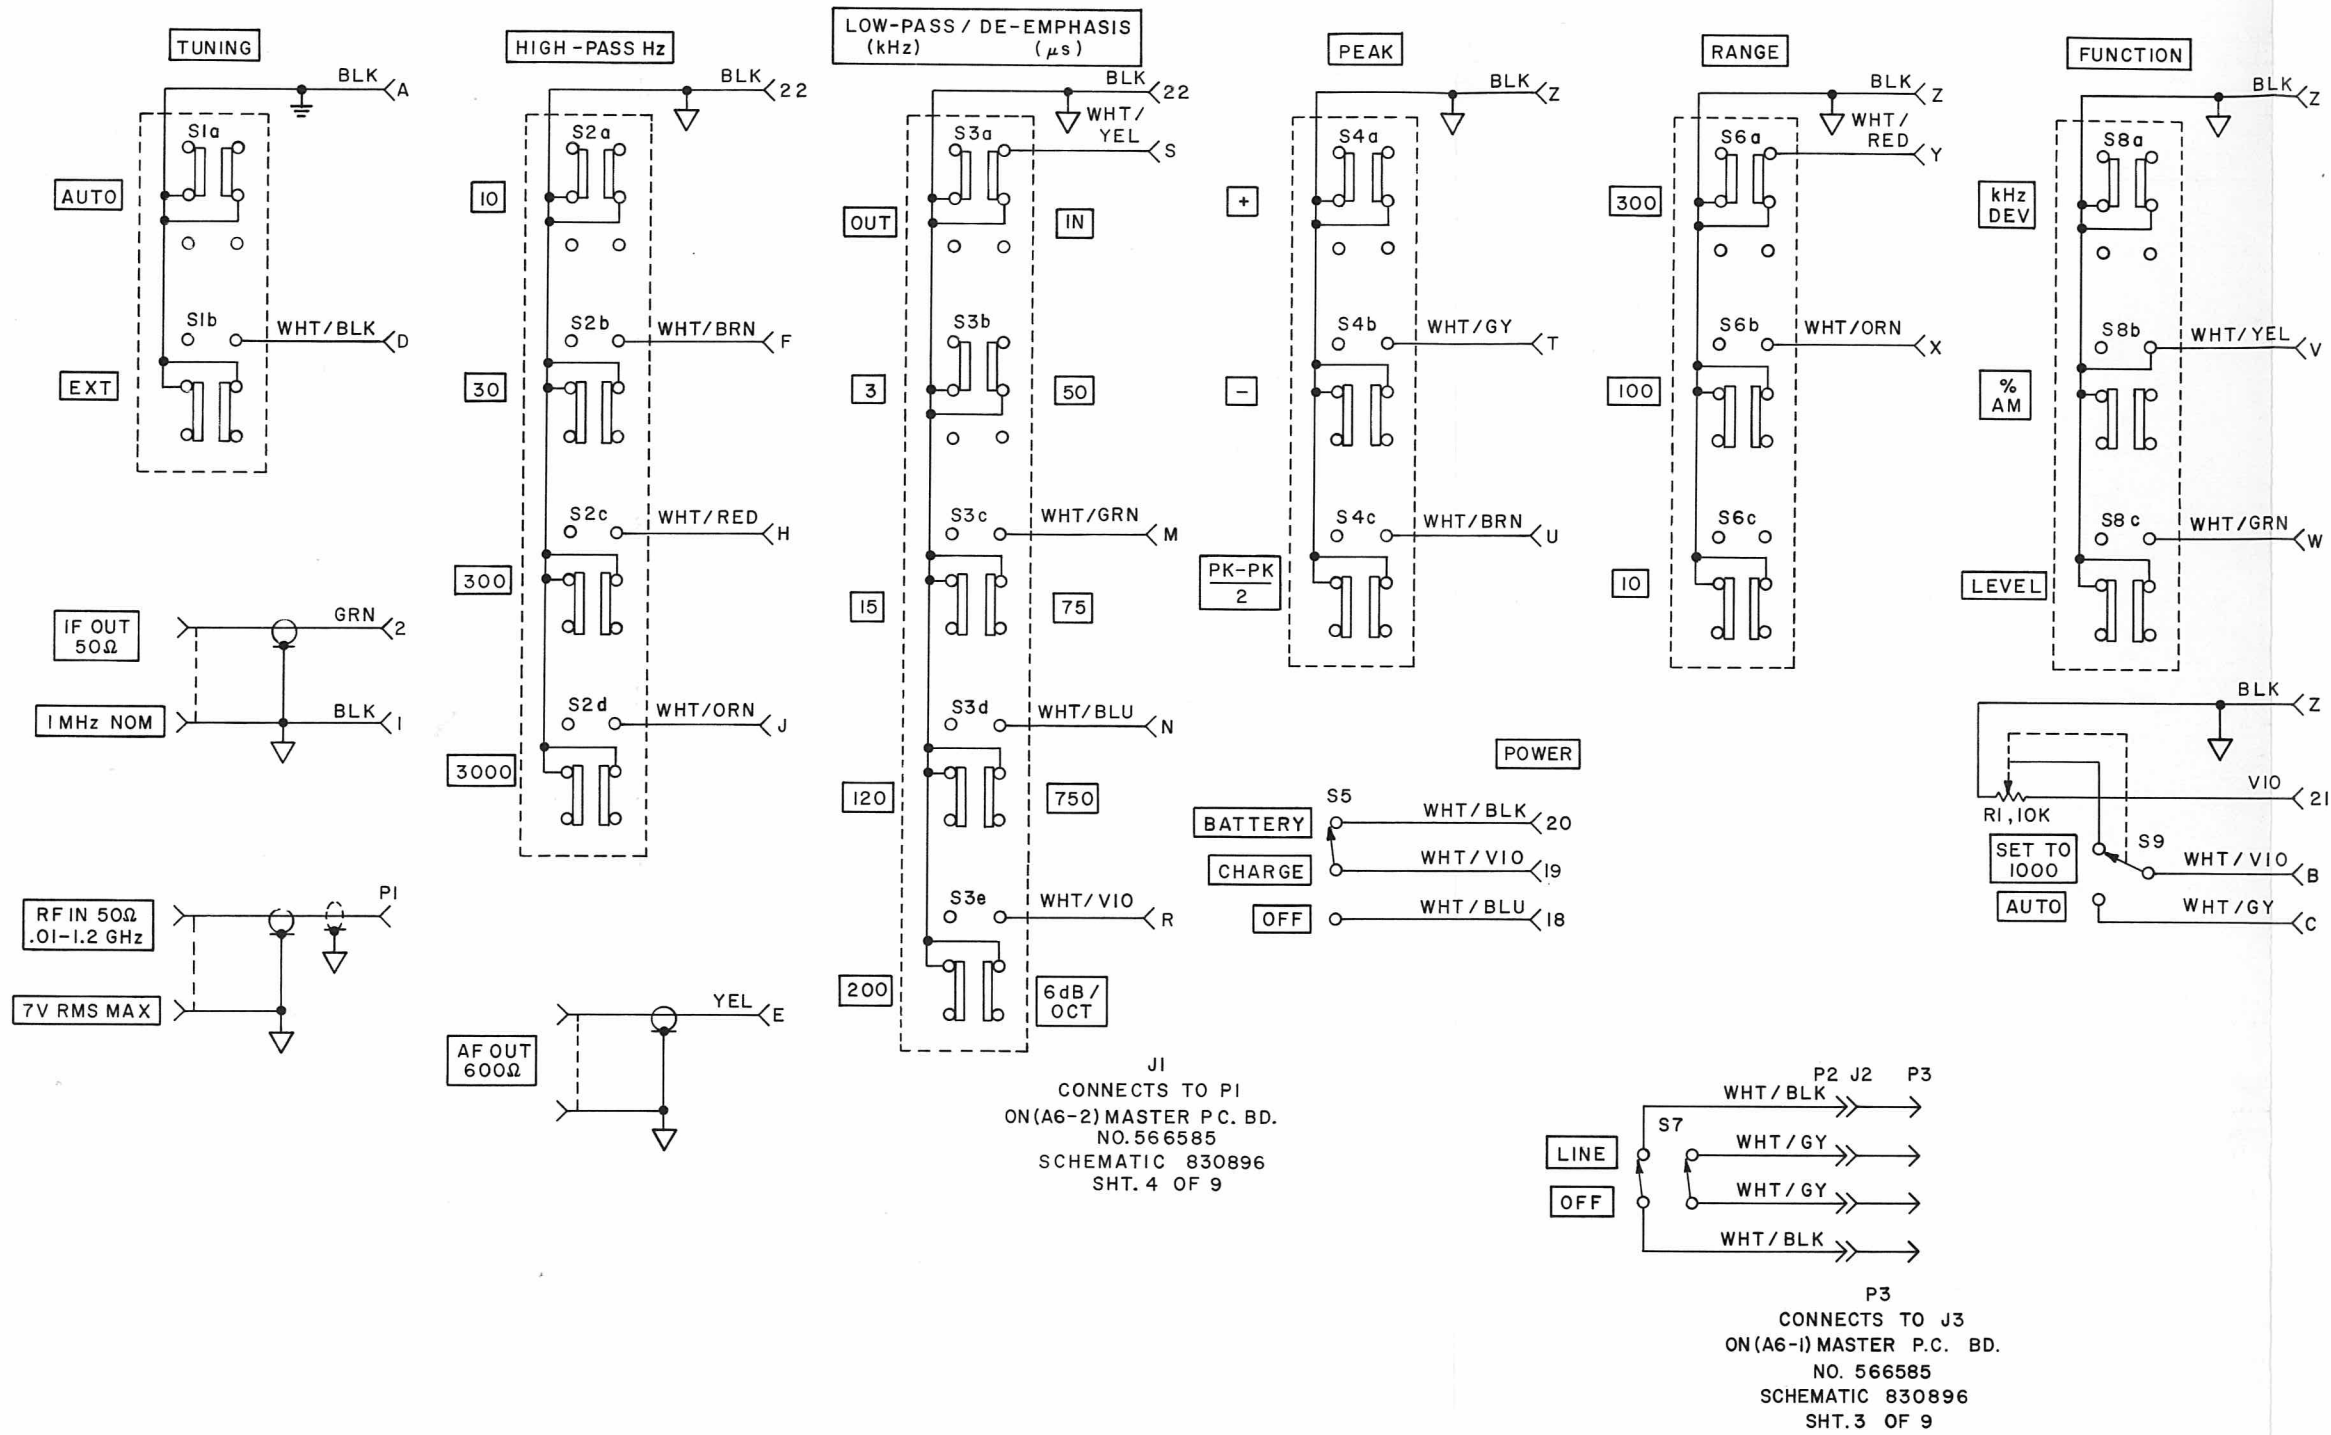 TUNING
BLK A
S1a
AUTO
S1b
WHT/BLK D
EXT
IF OUT
50Ω
GRN 2
1 MHz NOM
BLK 1
RF IN 50Ω
.01-1.2 GHz
P1
7V RMS MAX
HIGH-PASS Hz
BLK 22
S2a
10
S2b
WHT/BRN F
30
S2c
WHT/RED H
300
S2d
WHT/ORN J
3000
AF OUT
600Ω
YEL E
LOW-PASS / DE-EMPHASIS
(kHz) (μs)
BLK 22
WHT/
YEL S
S3a
OUT IN
S3b
3 50
S3c
WHT/GRN M
15 75
S3d
WHT/BLU N
120 750
S3e
WHT/VIO R
200
6dB/
OCT
J1
CONNECTS TO P1
ON (A6-2) MASTER P.C. BD.
NO. 566585
SCHEMATIC 830896
SHT. 4 OF 9
PEAK
BLK Z
S4a
+
S4b
WHT/GY T
−
S4c
WHT/BRN U
PK-PK
2
POWER
S5
BATTERY
WHT/BLK 20
CHARGE
WHT/VIO 19
OFF
WHT/BLU 18
RANGE
BLK Z
WHT/
RED Y
S6a
300
S6b
WHT/ORN X
100
S6c
10
FUNCTION
BLK Z
S8a
kHz
DEV
S8b
WHT/YEL V
%
AM
S8c
WHT/GRN W
LEVEL
BLK Z
VIO 21
R1, 10K
S9
SET TO
1000
WHT/VIO B
AUTO
WHT/GY C
P2 J2 P3
WHT/BLK
S7
LINE
WHT/GY
OFF
WHT/GY
WHT/BLK
P3
CONNECTS TO J3
ON (A6-1) MASTER P.C. BD.
NO. 566585
SCHEMATIC 830896
SHT. 3 OF 9